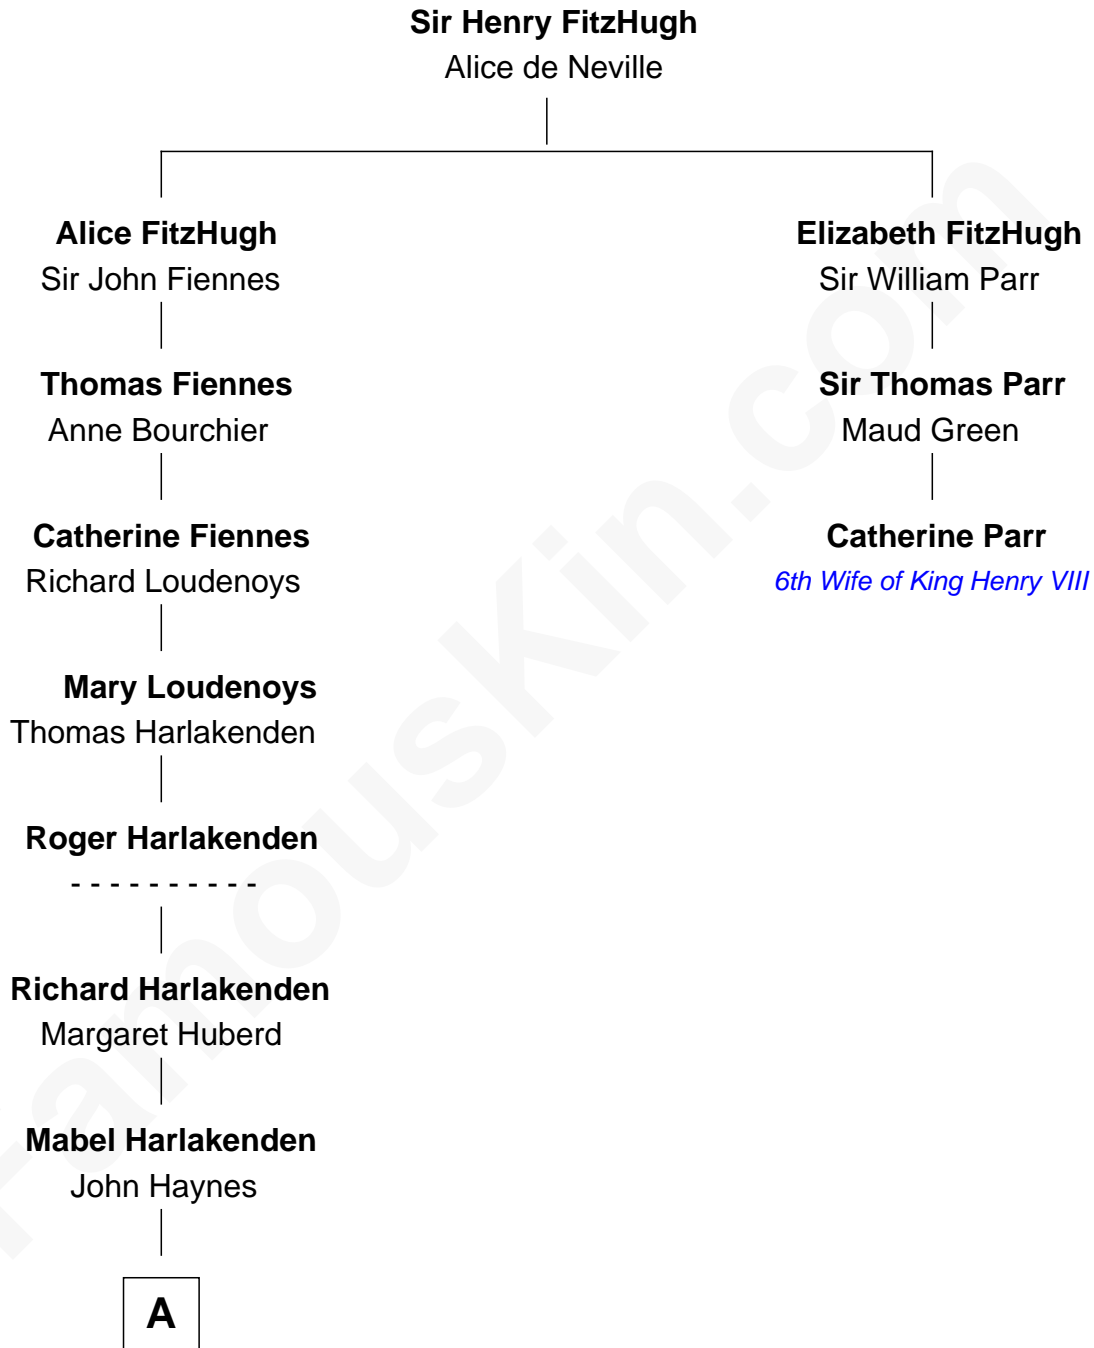 Sir Henry FitzHugh
Alice de Neville
Alice FitzHugh
Sir John Fiennes
Elizabeth FitzHugh
Sir William Parr
Thomas Fiennes
Anne Bourchier
Sir Thomas Parr
Maud Green
Catherine Fiennes
Richard Loudenoys
Catherine Parr
6th Wife of King Henry VIII
Mary Loudenoys
Thomas Harlakenden
Roger Harlakenden
- - - - - - - - - -
Richard Harlakenden
Margaret Huberd
Mabel Harlakenden
John Haynes
A
FamousKin.com